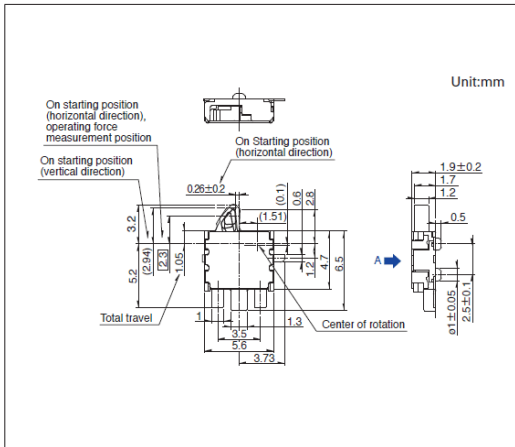 Unit:mm
On starting position
(horizontal direction),
operating force
measurement position
On starting position
(vertical direction)
On Starting position
(horizontal direction)
0.26±0.2
(0.1)
0.6
2.8
(1.51)
3.2
(2.94)
2.3
1.05
5.2
1.2
4.7
6.5
Total travel
Center of rotation
1
1.3
3.5
5.6
3.73
1.9±0.2
1.7
1.2
0.5
A
ø1±0.05
2.5±0.1